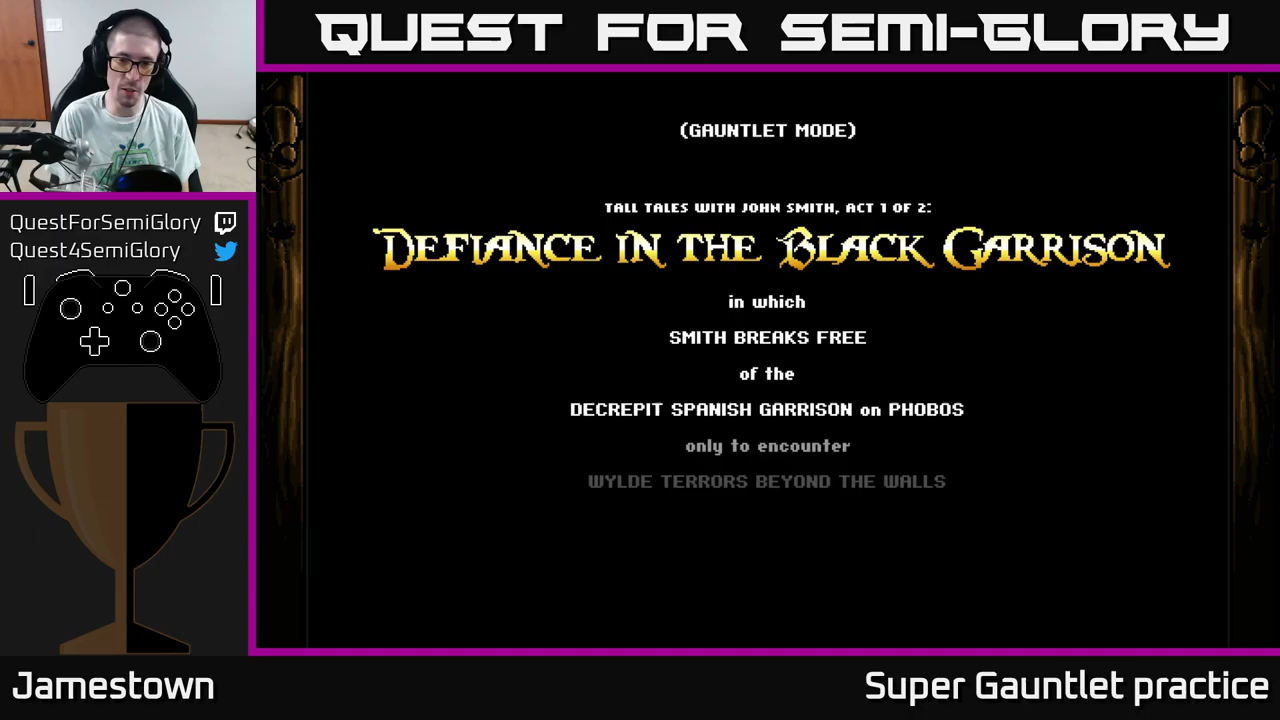 QUEST FOR SEMI-GLORY
QuestForSemiGlory
Quest4SemiGlory
(GAUNTLET MODE)
TALL TALES WITH JOHN SMITH, ACT 1 OF 2:
DEFIANCE IN THE BLACK GARRISON
in which
SMITH BREAKS FREE
of the
DECREPIT SPANISH GARRISON on PHOBOS
only to encounter
WYLDE TERRORS BEYOND THE WALLS
Jamestown
Super Gauntlet practice